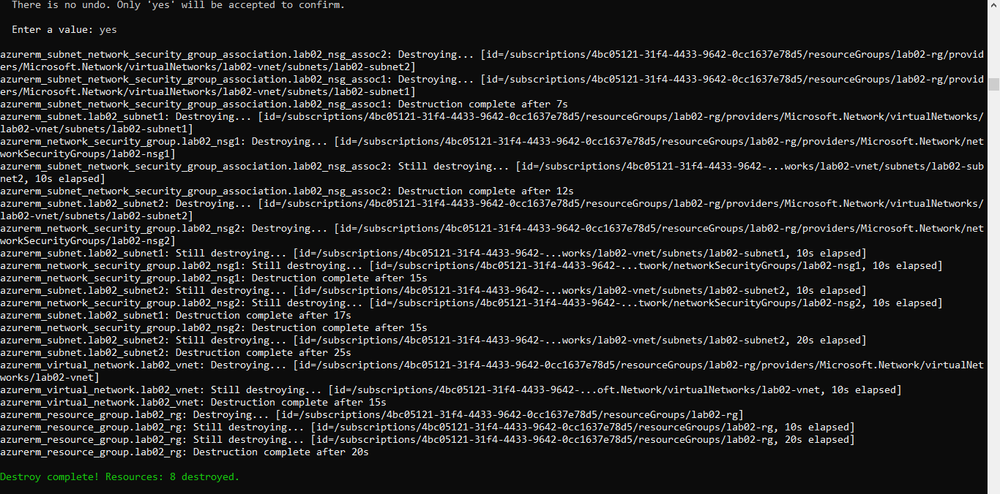 There is no undo. Only 'yes' will be accepted to confirm.
Enter a value: yes
azurerm_subnet_network_security_group_association.lab02_nsg_assoc2: Destroying... [id=/subscriptions/4bc05121-31f4-4433-9642-0cc1637e78d5/resourceGroups/lab02-rg/provid
ers/Microsoft.Network/virtualNetworks/lab02-vnet/subnets/lab02-subnet2]
azurerm_subnet_network_security_group_association.lab02_nsg_assoc1: Destroying... [id=/subscriptions/4bc05121-31f4-4433-9642-0cc1637e78d5/resourceGroups/lab02-rg/provid
ers/Microsoft.Network/virtualNetworks/lab02-vnet/subnets/lab02-subnet1]
azurerm_subnet_network_security_group_association.lab02_nsg_assoc1: Destruction complete after 7s
azurerm_subnet.lab02_subnet1: Destroying... [id=/subscriptions/4bc05121-31f4-4433-9642-0cc1637e78d5/resourceGroups/lab02-rg/providers/Microsoft.Network/virtualNetworks/
lab02-vnet/subnets/lab02-subnet1]
azurerm_network_security_group.lab02_nsg1: Destroying... [id=/subscriptions/4bc05121-31f4-4433-9642-0cc1637e78d5/resourceGroups/lab02-rg/providers/Microsoft.Network/net
workSecurityGroups/lab02-nsg1]
azurerm_subnet_network_security_group_association.lab02_nsg_assoc2: Still destroying... [id=/subscriptions/4bc05121-31f4-4433-9642-...works/lab02-vnet/subnets/lab02-sub
net2, 10s elapsed]
azurerm_subnet_network_security_group_association.lab02_nsg_assoc2: Destruction complete after 12s
azurerm_subnet.lab02_subnet2: Destroying... [id=/subscriptions/4bc05121-31f4-4433-9642-0cc1637e78d5/resourceGroups/lab02-rg/providers/Microsoft.Network/virtualNetworks/
lab02-vnet/subnets/lab02-subnet2]
azurerm_network_security_group.lab02_nsg2: Destroying... [id=/subscriptions/4bc05121-31f4-4433-9642-0cc1637e78d5/resourceGroups/lab02-rg/providers/Microsoft.Network/net
workSecurityGroups/lab02-nsg2]
azurerm_subnet.lab02_subnet1: Still destroying... [id=/subscriptions/4bc05121-31f4-4433-9642-...works/lab02-vnet/subnets/lab02-subnet1, 10s elapsed]
azurerm_network_security_group.lab02_nsg1: Still destroying... [id=/subscriptions/4bc05121-31f4-4433-9642-...twork/networkSecurityGroups/lab02-nsg1, 10s elapsed]
azurerm_network_security_group.lab02_nsg1: Destruction complete after 15s
azurerm_subnet.lab02_subnet2: Still destroying... [id=/subscriptions/4bc05121-31f4-4433-9642-...works/lab02-vnet/subnets/lab02-subnet2, 10s elapsed]
azurerm_network_security_group.lab02_nsg2: Still destroying... [id=/subscriptions/4bc05121-31f4-4433-9642-...twork/networkSecurityGroups/lab02-nsg2, 10s elapsed]
azurerm_subnet.lab02_subnet1: Destruction complete after 17s
azurerm_network_security_group.lab02_nsg2: Destruction complete after 15s
azurerm_subnet.lab02_subnet2: Still destroying... [id=/subscriptions/4bc05121-31f4-4433-9642-...works/lab02-vnet/subnets/lab02-subnet2, 20s elapsed]
azurerm_subnet.lab02_subnet2: Destruction complete after 25s
azurerm_virtual_network.lab02_vnet: Destroying... [id=/subscriptions/4bc05121-31f4-4433-9642-0cc1637e78d5/resourceGroups/lab02-rg/providers/Microsoft.Network/virtualNet
works/lab02-vnet]
azurerm_virtual_network.lab02_vnet: Still destroying... [id=/subscriptions/4bc05121-31f4-4433-9642-...oft.Network/virtualNetworks/lab02-vnet, 10s elapsed]
azurerm_virtual_network.lab02_vnet: Destruction complete after 15s
azurerm_resource_group.lab02_rg: Destroying... [id=/subscriptions/4bc05121-31f4-4433-9642-0cc1637e78d5/resourceGroups/lab02-rg]
azurerm_resource_group.lab02_rg: Still destroying... [id=/subscriptions/4bc05121-31f4-4433-9642-0cc1637e78d5/resourceGroups/lab02-rg, 10s elapsed]
azurerm_resource_group.lab02_rg: Still destroying... [id=/subscriptions/4bc05121-31f4-4433-9642-0cc1637e78d5/resourceGroups/lab02-rg, 20s elapsed]
azurerm_resource_group.lab02_rg: Destruction complete after 20s
Destroy complete! Resources: 8 destroyed.